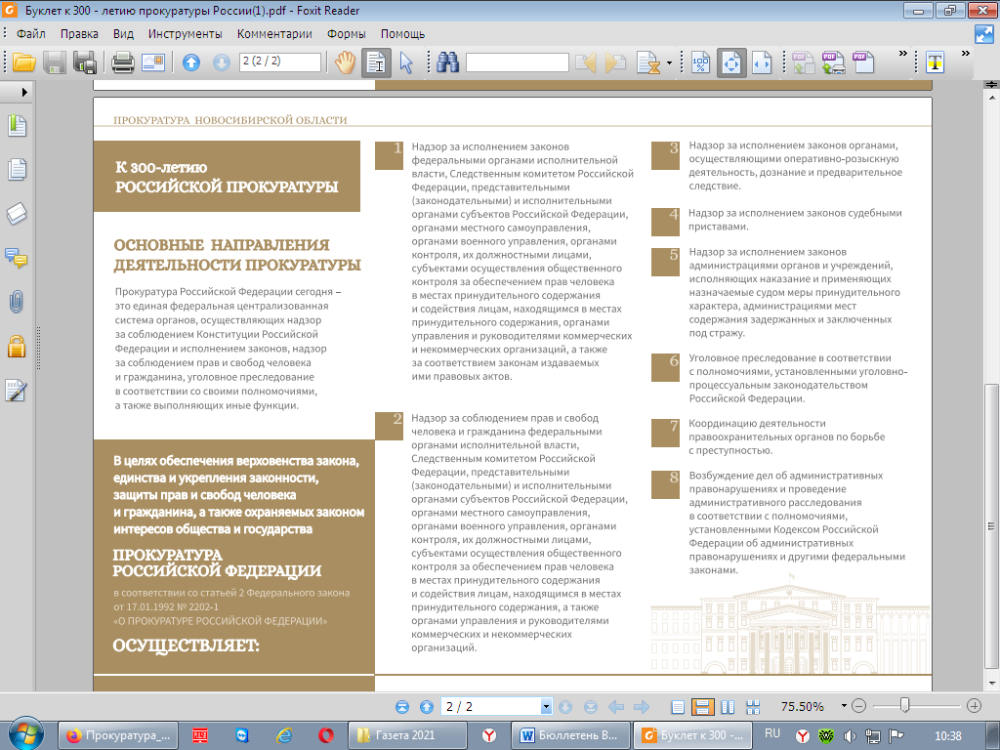 Буклет к 300 - летию прокуратуры России(1).pdf - Foxit Reader
Файл Правка Вид Инструменты Комментарии Формы Помощь
2 (2 / 2)
ПРОКУРАТУРА НОВОСИБИРСКОЙ ОБЛАСТИ
К 300-летию
РОССИЙСКОЙ ПРОКУРАТУРЫ
ОСНОВНЫЕ НАПРАВЛЕНИЯ
ДЕЯТЕЛЬНОСТИ ПРОКУРАТУРЫ
Прокуратура Российской Федерации сегодня –
это единая федеральная централизованная
система органов, осуществляющих надзор
за соблюдением Конституции Российской
Федерации и исполнением законов, надзор
за соблюдением прав и свобод человека
и гражданина, уголовное преследование
в соответствии со своими полномочиями,
а также выполняющих иные функции.
В целях обеспечения верховенства закона,
единства и укрепления законности,
защиты прав и свобод человека
и гражданина, а также охраняемых законом
интересов общества и государства
ПРОКУРАТУРА
РОССИЙСКОЙ ФЕДЕРАЦИИ
в соответствии со статьей 2 Федерального закона
от 17.01.1992 № 2202-1
«О ПРОКУРАТУРЕ РОССИЙСКОЙ ФЕДЕРАЦИИ»
ОСУЩЕСТВЛЯЕТ:
1
Надзор за исполнением законов
федеральными органами исполнительной
власти, Следственным комитетом Российской
Федерации, представительными
(законодательными) и исполнительными
органами субъектов Российской Федерации,
органами местного самоуправления,
органами военного управления, органами
контроля, их должностными лицами,
субъектами осуществления общественного
контроля за обеспечением прав человека
в местах принудительного содержания
и содействия лицам, находящимся в местах
принудительного содержания, органами
управления и руководителями коммерческих
и некоммерческих организаций, а также
за соответствием законам издаваемых
ими правовых актов.
2
Надзор за соблюдением прав и свобод
человека и гражданина федеральными
органами исполнительной власти,
Следственным комитетом Российской
Федерации, представительными
(законодательными) и исполнительными
органами субъектов Российской Федерации,
органами местного самоуправления,
органами военного управления, органами
контроля, их должностными лицами,
субъектами осуществления общественного
контроля за обеспечением прав человека
в местах принудительного содержания
и содействия лицам, находящимся в местах
принудительного содержания, а также
органами управления и руководителями
коммерческих и некоммерческих
организаций.
3
Надзор за исполнением законов органами,
осуществляющими оперативно-розыскную
деятельность, дознание и предварительное
следствие.
4
Надзор за исполнением законов судебными
приставами.
5
Надзор за исполнением законов
администрациями органов и учреждений,
исполняющих наказание и применяющих
назначаемые судом меры принудительного
характера, администрациями мест
содержания задержанных и заключенных
под стражу.
6
Уголовное преследование в соответствии
с полномочиями, установленными уголовно-
процессуальным законодательством
Российской Федерации.
7
Координацию деятельности
правоохранительных органов по борьбе
с преступностью.
8
Возбуждение дел об административных
правонарушениях и проведение
административного расследования
в соответствии с полномочиями,
установленными Кодексом Российской
Федерации об административных
правонарушениях и другими федеральными
законами.
2 / 2
75.50%
Прокуратура_...
Газета 2021
Бюллетень В...
Буклет к 300 -...
RU
10:38